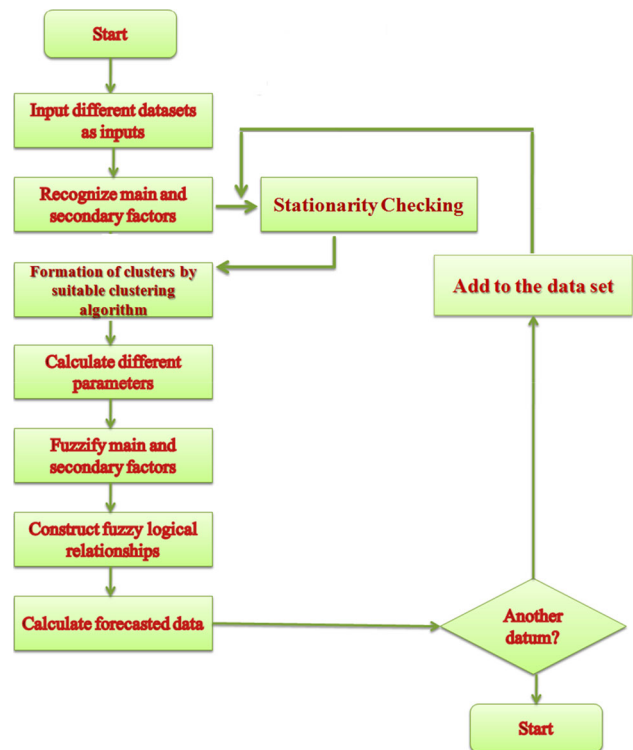 Start
Input different datasets
as inputs
Recognize main and
secondary factors
Stationarity Checking
Formation of clusters by
suitable clustering
algorithm
Add to the data set
Calculate different
parameters
Fuzzify main and
secondary factors
Construct fuzzy logical
relationships
Calculate forecasted data
Another
datum?
Start